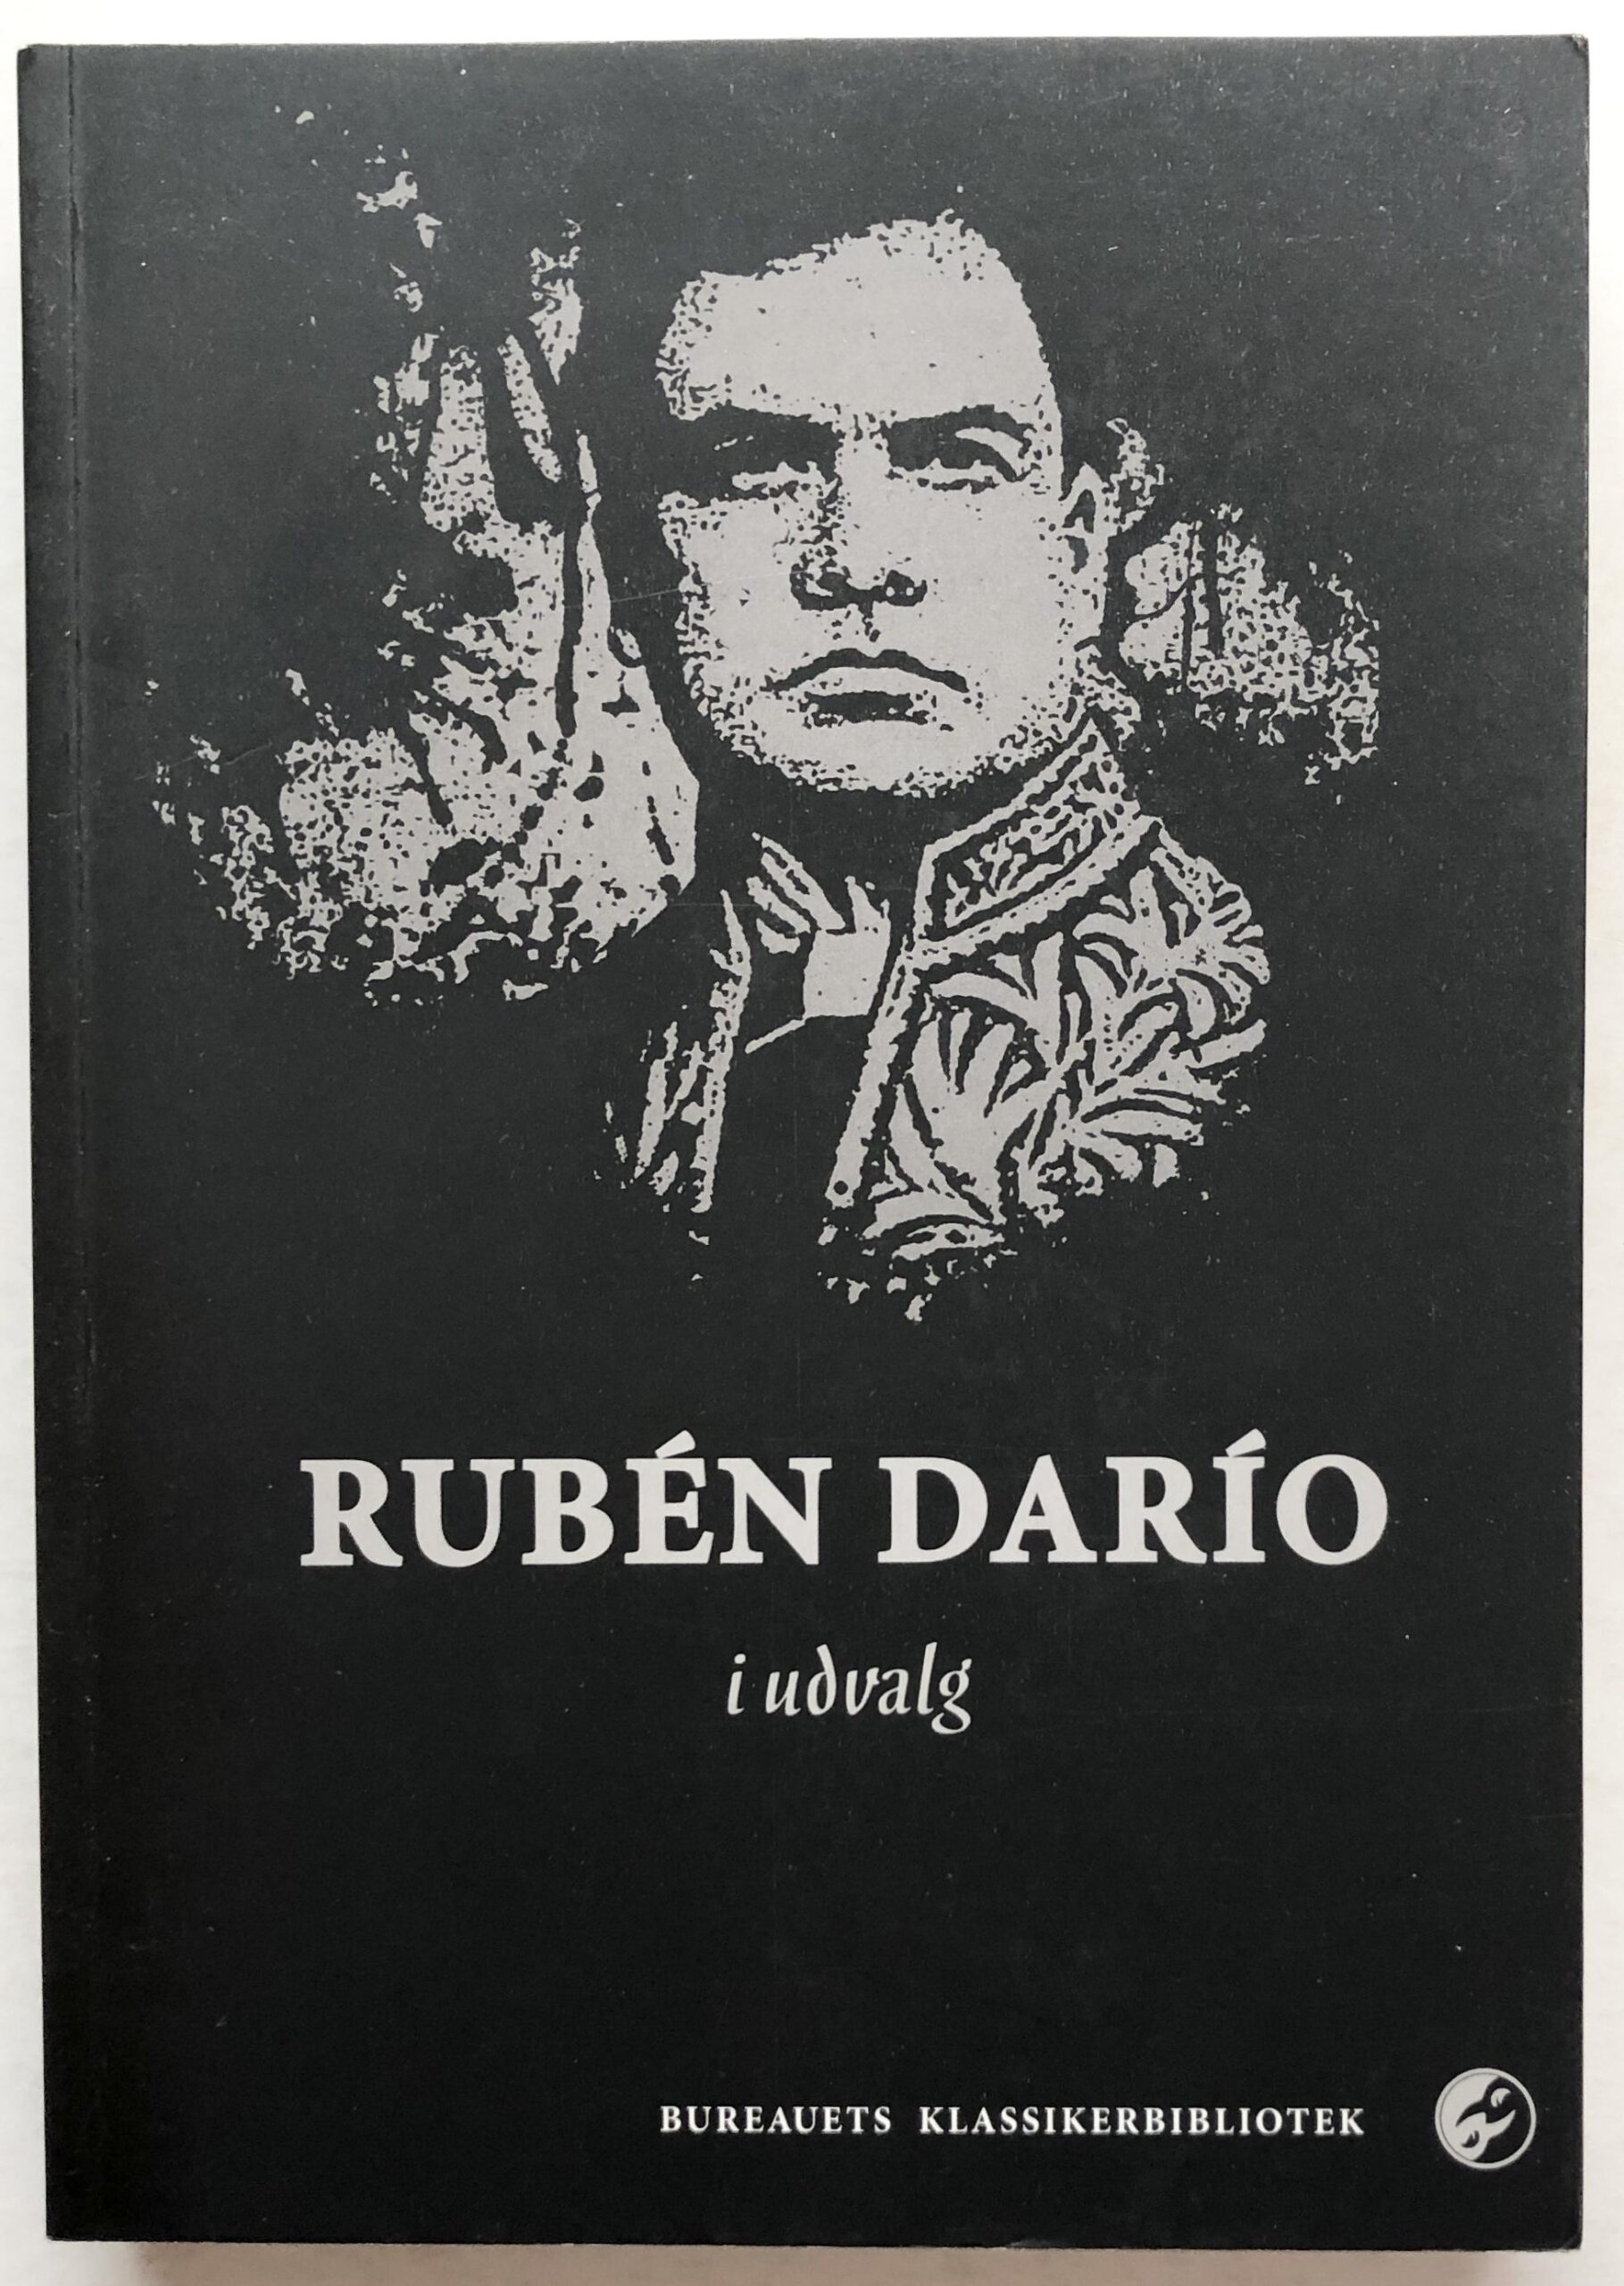 RUBÉN DARÍO
i udvalg
BUREAUETS KLASSIKERBIBLIOTEK